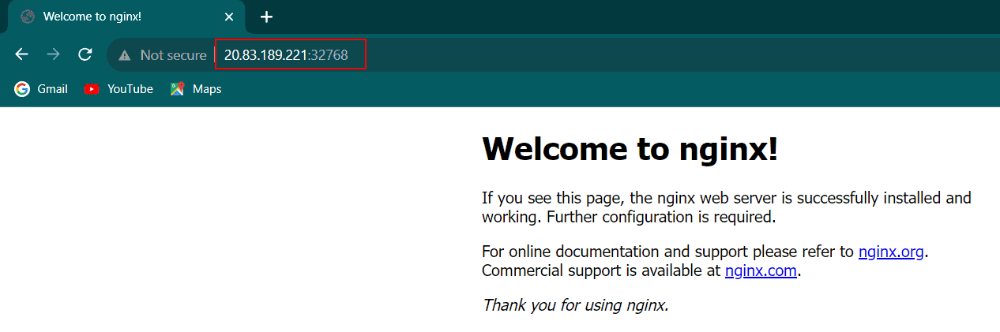 Welcome to nginx!
Not secure 20.83.189.221:32768
Gmail YouTube Maps
Welcome to nginx!
If you see this page, the nginx web server is successfully installed and
working. Further configuration is required.
For online documentation and support please refer to nginx.org.
Commercial support is available at nginx.com.
Thank you for using nginx.